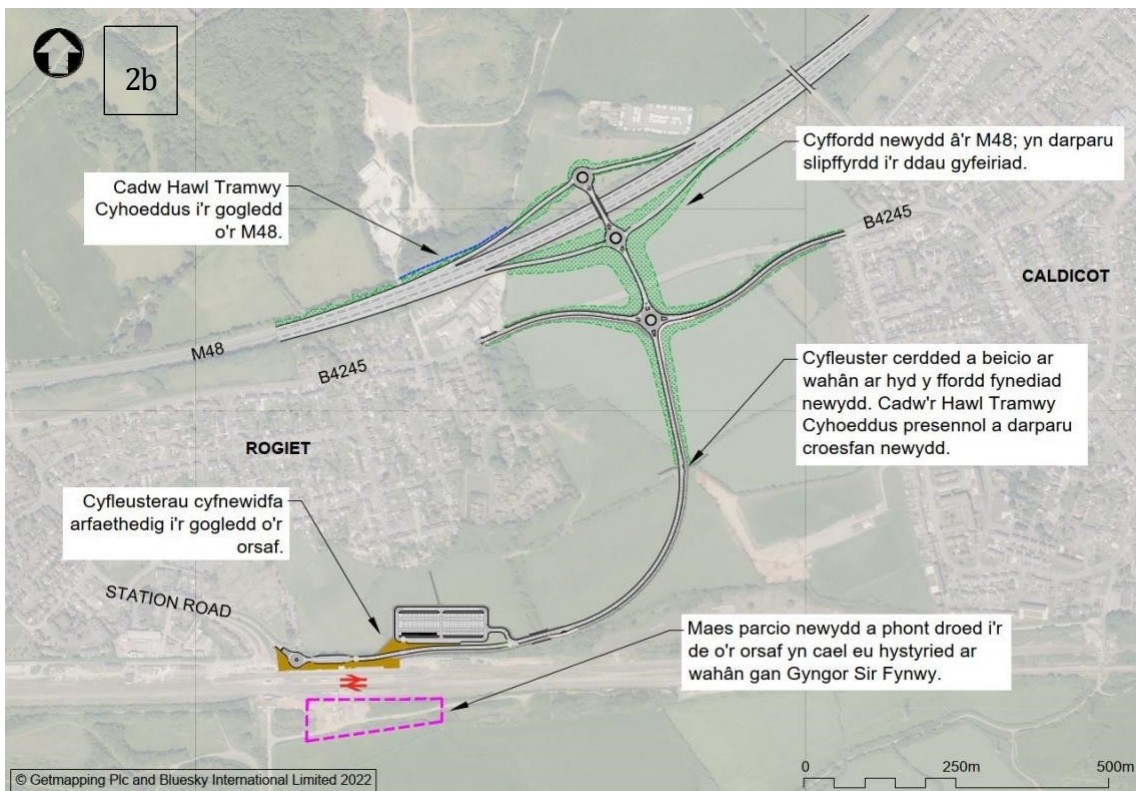 2b
Cyffordd newydd â'r M48; yn darparu
slipffyrdd i'r ddau gyfeiriad.
Cadw Hawl Tramwy
Cyhoeddus i'r gogledd
o'r M48.
B4245
CALDICOT
M48
B4245
Cyfleuster cerdded a beicio ar
wahân ar hyd y ffordd fynediad
newydd. Cadw'r Hawl Tramwy
Cyhoeddus presennol a darparu
croesfan newydd.
ROGIET
Cyfleusterau cyfnewidfa
arfaethedig i'r gogledd o'r
orsaf.
STATION ROAD
Maes parcio newydd a phont droed i'r
de o'r orsaf yn cael eu hystyried ar
wahân gan Gyngor Sir Fynwy.
0 250m 500m
© Getmapping Plc and Bluesky International Limited 2022